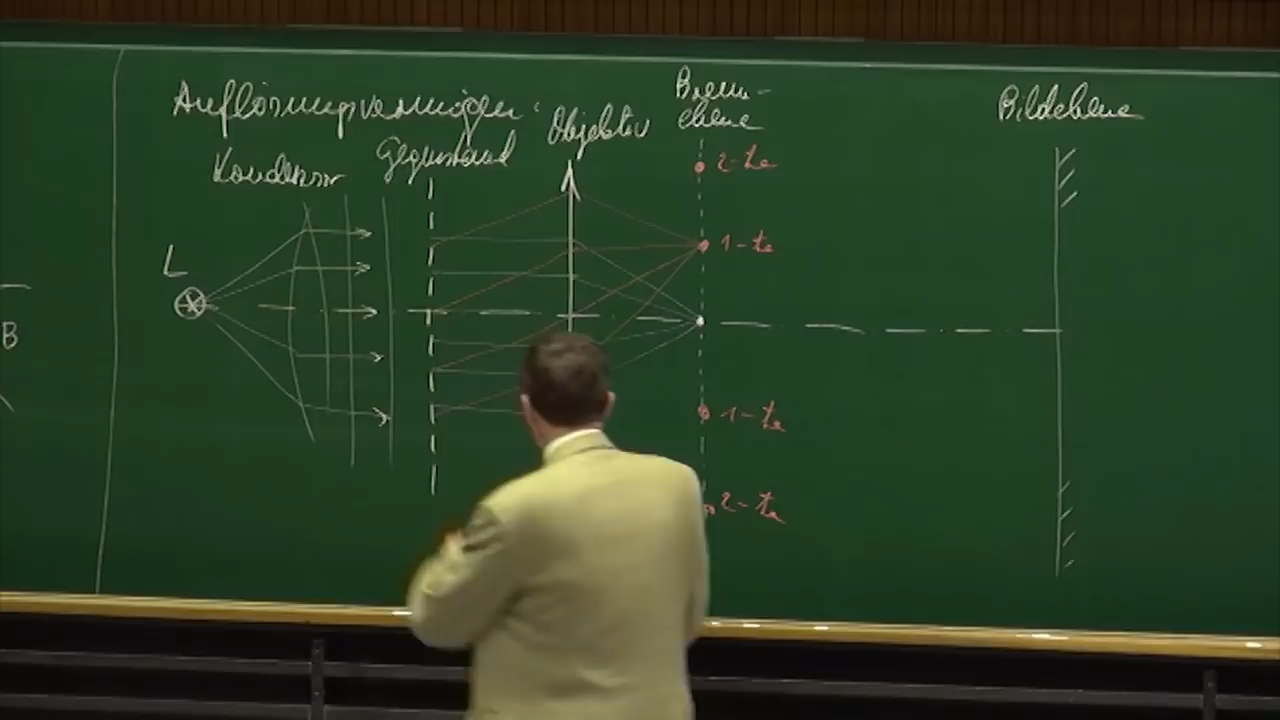 Auflösungsvermögen:
Kondensor
Gegenstand
Objektiv
Brenn-
ebene
Bildebene
L
B
2-te
1-te
1-te
2-te